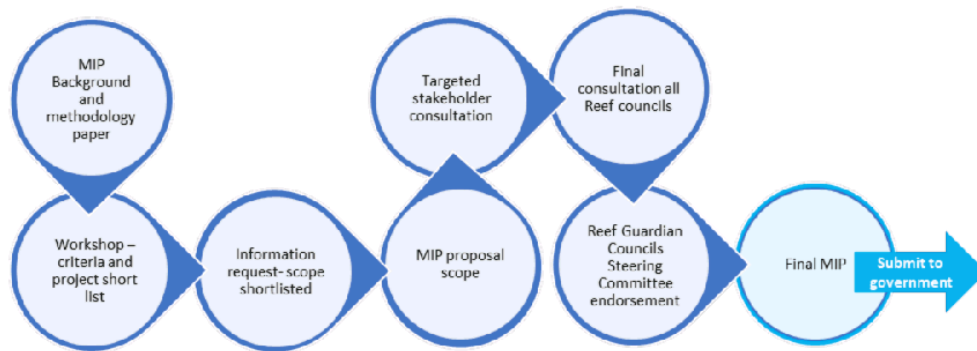 MIP
Background
and
methodology
paper
Workshop –
criteria and
project short
list
Information
request- scope
shortlisted
MIP proposal
scope
Targeted
stakeholder
consultation
FInal
consultation all
Reef councils
Reef Guardian
Councils
Steering
Committee
endorsement
Final MIP
Submit to
government